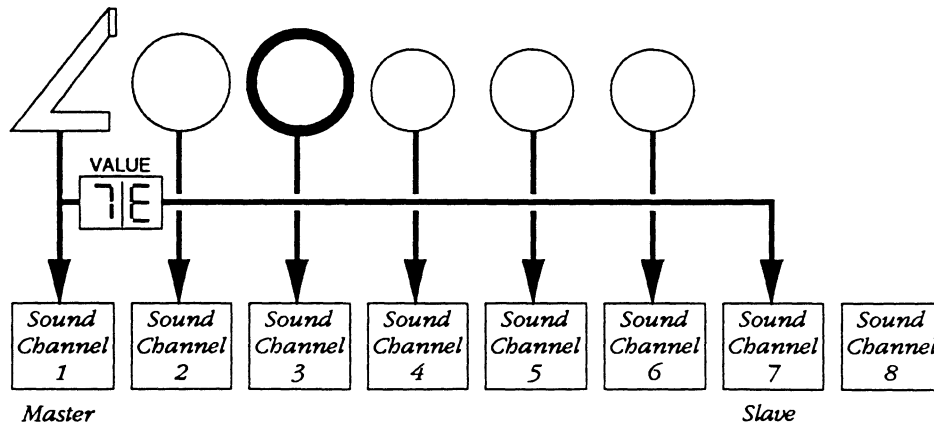 VALUE
7E
Sound Channel 1
Sound Channel 2
Sound Channel 3
Sound Channel 4
Sound Channel 5
Sound Channel 6
Sound Channel 7
Sound Channel 8
Master
Slave